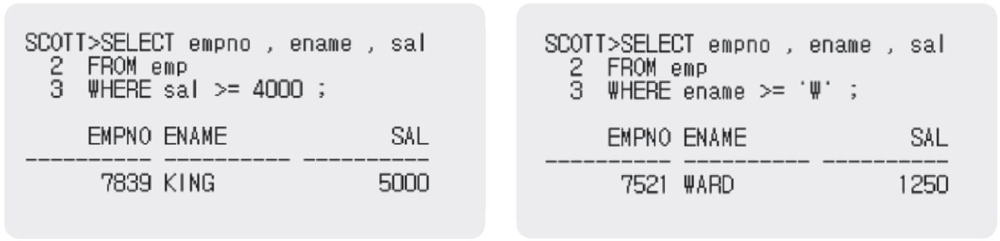 SCOTT>SELECT empno , ename , sal
2 FROM emp
3 WHERE sal >= 4000 ;
EMPNO ENAME SAL
---------- ---------- ----------
7839 KING 5000
SCOTT>SELECT empno , ename , sal
2 FROM emp
3 WHERE ename >= 'W' ;
EMPNO ENAME SAL
---------- ---------- ----------
7521 WARD 1250